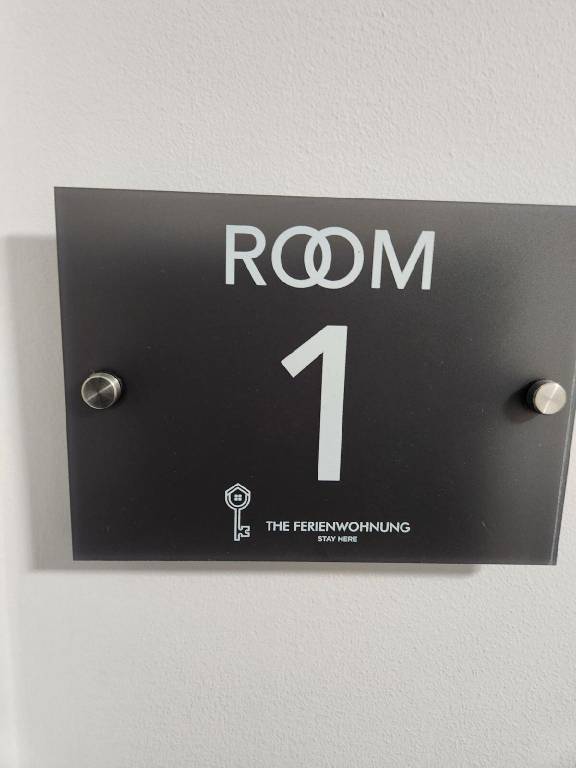 ROOM
1
THE FERIENWOHNUNG
STAY HERE